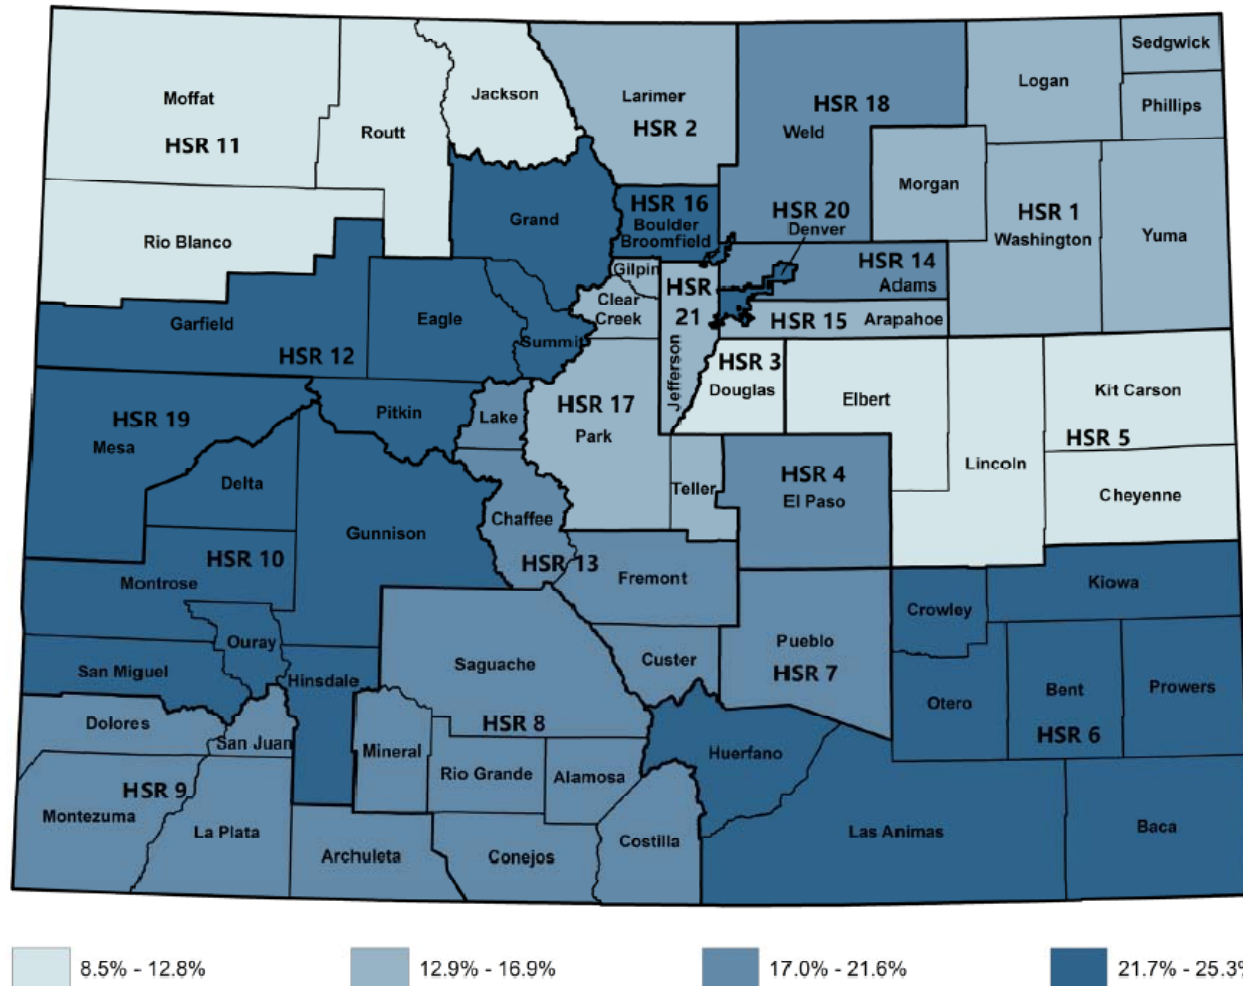 Sedgwick
Logan
Jackson
Moffat
Larimer
HSR 18
Phillips
HSR 2
Routt
Weld
HSR 11
Morgan
HSR 16
HSR 20
HSR 1
Grand
Boulder
Denver
Broomfield
Washington
Yuma
Rio Blanco
Gilpin
HSR 14
HSR
21
Adams
Clear
Creek
Eagle
HSR 15
Arapahoe
Garfield
Summit
HSR 12
HSR 3
Douglas
Jefferson
Kit Carson
Elbert
HSR 17
Pitkin
Lake
HSR 19
Park
HSR 5
Mesa
Lincoln
HSR 4
Delta
Teller
Cheyenne
El Paso
Chaffee
Gunnison
HSR 10
HSR 13
Fremont
Montrose
Kiowa
Crowley
Ouray
Pueblo
Custer
Saguache
San Miguel
HSR 7
Hinsdale
Bent
Prowers
Otero
Dolores
HSR 8
HSR 6
San Juan
Mineral
Huerfano
Rio Grande
Alamosa
HSR 9
Montezuma
La Plata
Las Animas
Baca
Costilla
Archuleta
Conejos
8.5% - 12.8%
12.9% - 16.9%
17.0% - 21.6%
21.7% - 25.3%